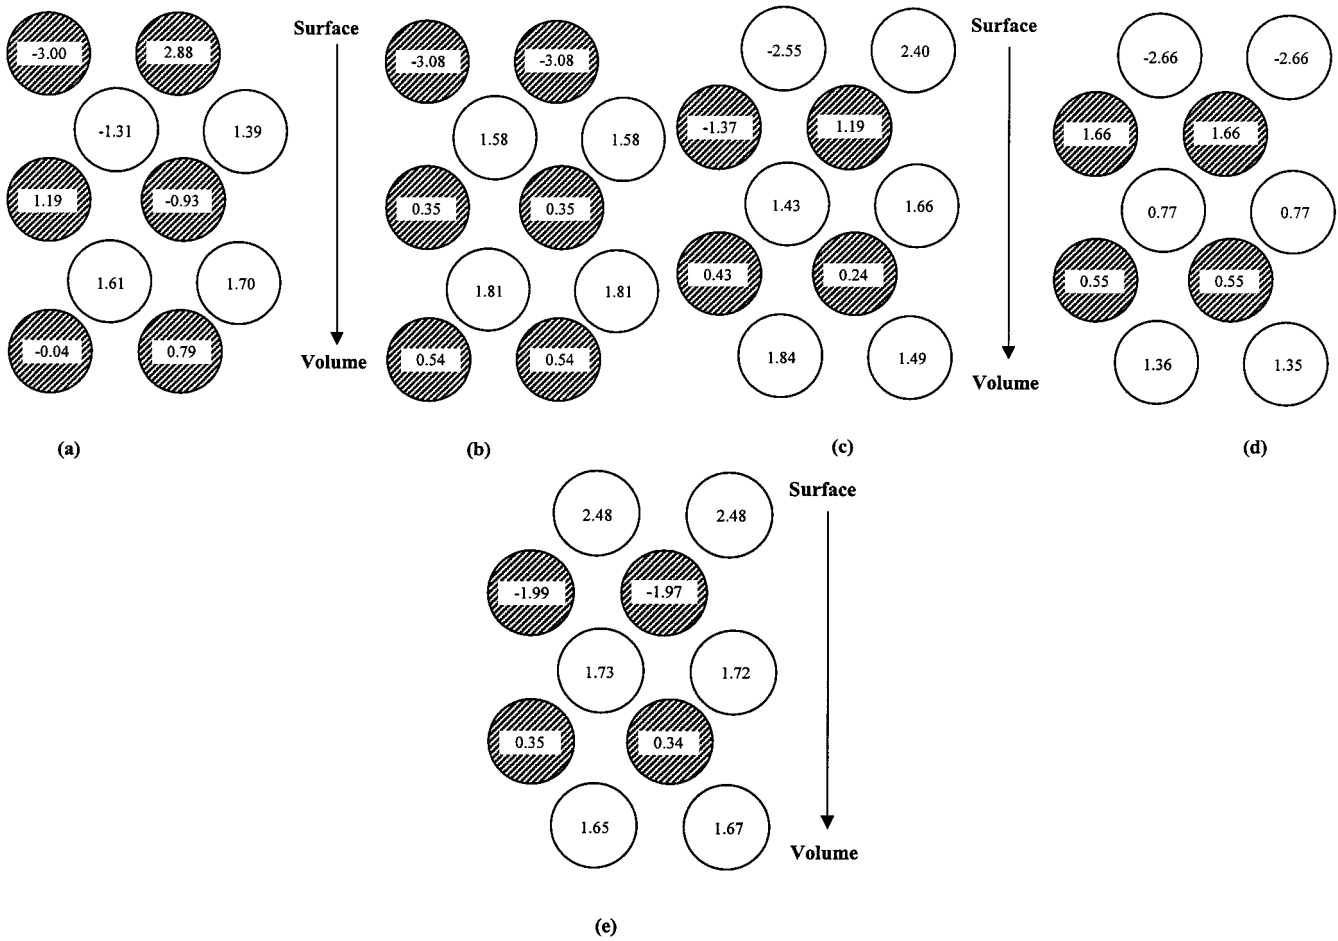 -3.00 2.88
-1.31 1.39
1.19 -0.93
1.61 1.70
-0.04 0.79
(a)
Surface
Volume
-3.08 -3.08
1.58 1.58
0.35 0.35
1.81 1.81
0.54 0.54
(b)
-2.55 2.40
-1.37 1.19
1.43 1.66
0.43 0.24
1.84 1.49
(c)
Surface
Volume
-2.66 -2.66
1.66 1.66
0.77 0.77
0.55 0.55
1.36 1.35
(d)
2.48 2.48
-1.99 -1.97
1.73 1.72
0.35 0.34
1.65 1.67
(e)
Surface
Volume